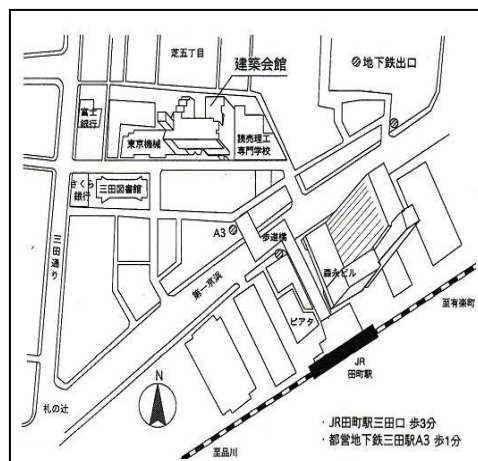 芝五丁目
建築会館
地下鉄出口
富士
銀行
東京機械
読売理工
専門学校
さくら
銀行
三田図書館
三田通り
A3
歩道橋
第一京浜
森永ビル
ピアタ
至有楽町
N
JR
田町駅
札の辻
至品川
・JR田町駅三田口 歩3分
・都営地下鉄三田駅A3 歩1分